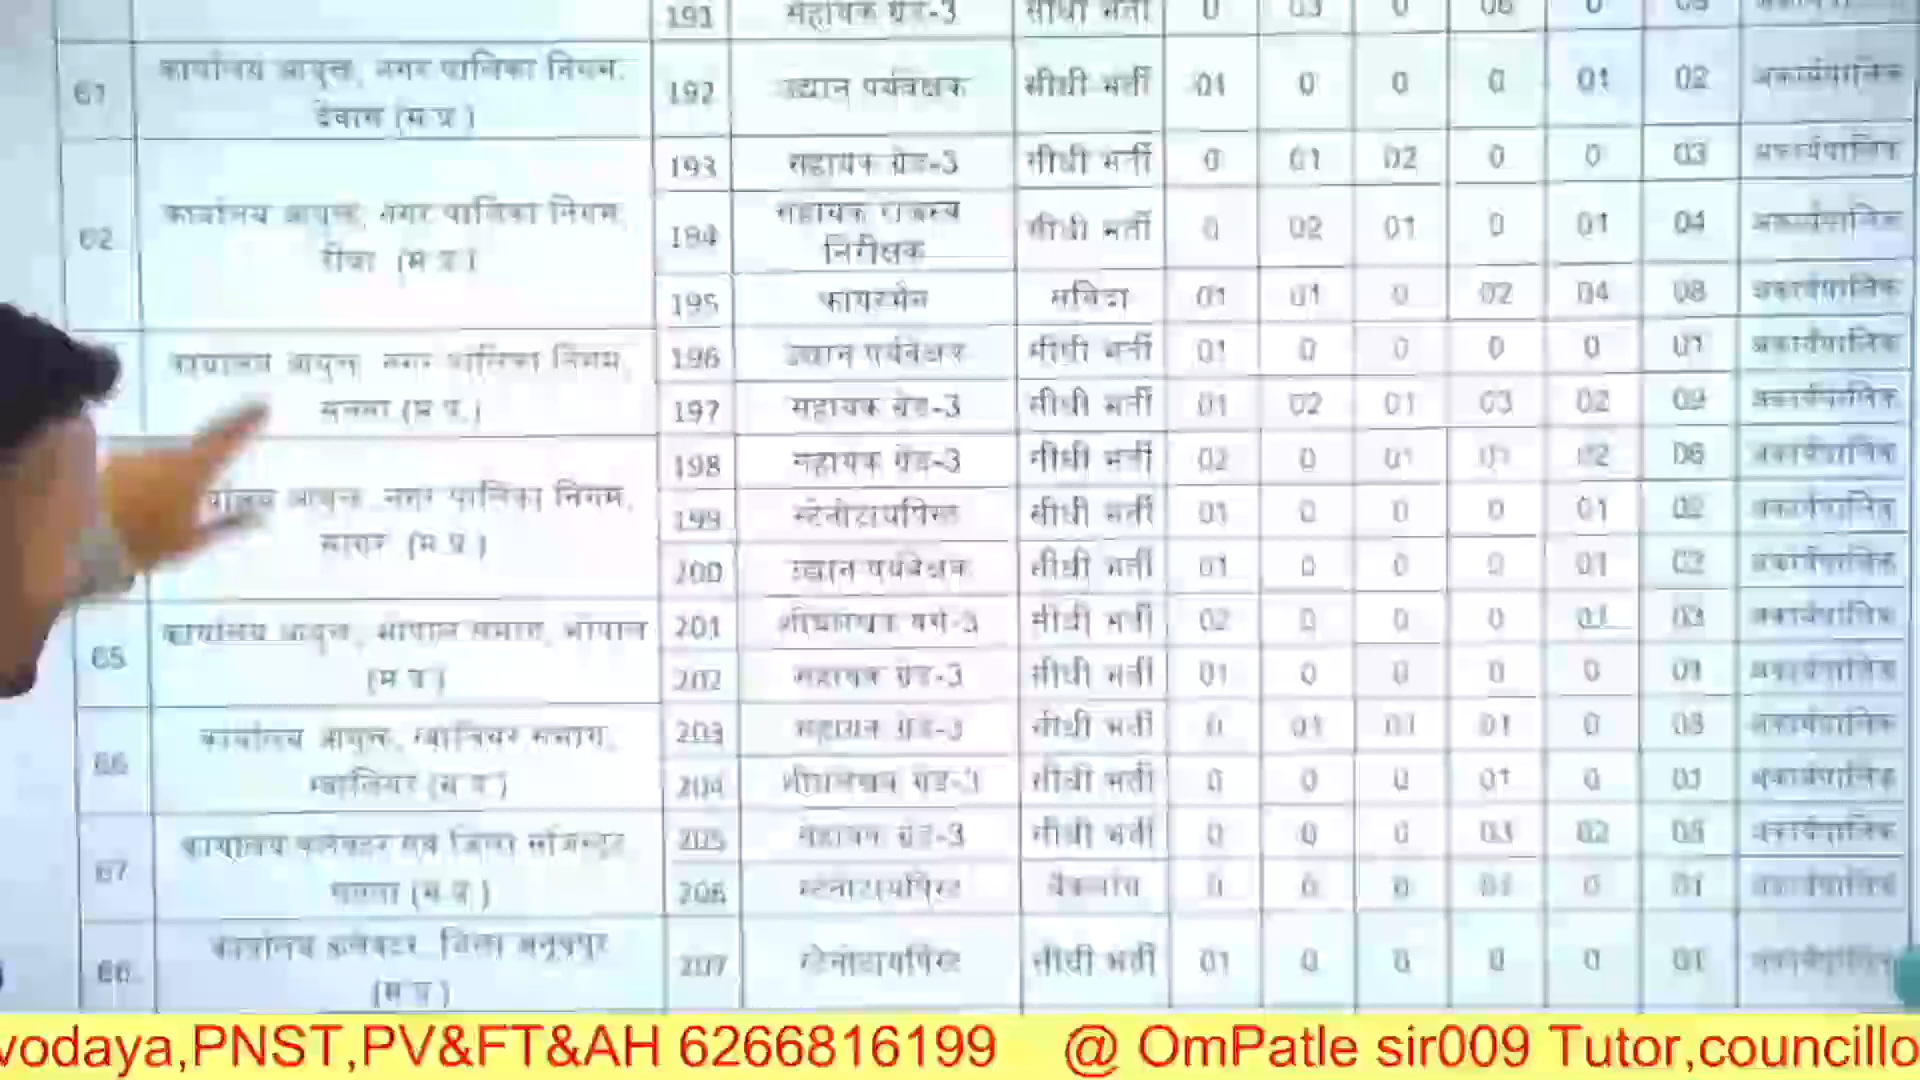 191 सहायक ग्रेड-3 सीधी भर्ती 0 03 0 06 0 09 अकार्यपालिक
61 कार्यालय आयुक्त, नगर पालिका निगम, देवास (म.प्र.) 192 उद्यान पर्यवेक्षक सीधी भर्ती 01 0 0 0 01 02 अकार्यपालिक
62 कार्यालय आयुक्त, नगर पालिका निगम, रीवा (म.प्र.) 193 सहायक ग्रेड-3 सीधी भर्ती 0 01 02 0 0 03 अकार्यपालिक
194 सहायक राजस्व निरीक्षक सीधी भर्ती 0 02 01 0 01 04 अकार्यपालिक
195 फायरमैन संविदा 01 01 0 02 04 08 अकार्यपालिक
कार्यालय आयुक्त, नगर पालिका निगम, सतना (म.प्र.) 196 उद्यान पर्यवेक्षक सीधी भर्ती 01 0 0 0 0 01 अकार्यपालिक
197 सहायक ग्रेड-3 सीधी भर्ती 01 02 01 03 02 09 अकार्यपालिक
आयुक्त, नगर पालिका निगम, सागर (म.प्र.) 198 सहायक ग्रेड-3 सीधी भर्ती 02 0 01 01 02 06 अकार्यपालिक
199 स्टेनोटायपिस्ट सीधी भर्ती 01 0 0 0 01 02 अकार्यपालिक
200 उद्यान पर्यवेक्षक सीधी भर्ती 01 0 0 0 01 02 अकार्यपालिक
65 कार्यालय आयुक्त, भोपाल संभाग, भोपाल (म.प्र.) 201 शीघ्रलेखक वर्ग-3 सीधी भर्ती 02 0 0 0 01 03 अकार्यपालिक
202 सहायक ग्रेड-3 सीधी भर्ती 01 0 0 0 0 01 अकार्यपालिक
66 कार्यालय आयुक्त, ग्वालियर संभाग, ग्वालियर (म.प्र.) 203 सहायक ग्रेड-3 सीधी भर्ती 0 01 01 01 0 03 अकार्यपालिक
204 शीघ्रलेखक ग्रेड-3 सीधी भर्ती 0 0 0 01 0 01 अकार्यपालिक
67 कार्यालय कलेक्टर एवं जिला मजिस्ट्रेट, (म.प्र.) 205 सहायक ग्रेड-3 सीधी भर्ती 0 0 0 03 02 05 अकार्यपालिक
206 स्टेनोटायपिस्ट बैकलॉग 0 0 0 01 0 01 अकार्यपालिक
कार्यालय कलेक्टर, जिला अनूपपुर (म.प्र.) 207 स्टेनोटायपिस्ट सीधी भर्ती 01 0 0 0 0 01 अकार्यपालिक
vodaya,PNST,PV&FT&AH 6266816199 @ OmPatle sir009 Tutor,councillo